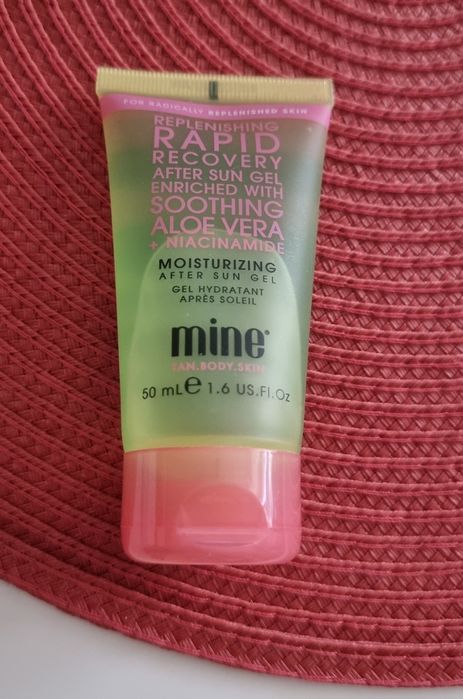 FOR RADICALLY REPLENISHED SKIN
REPLENISHING
RAPID
RECOVERY
AFTER SUN GEL
ENRICHED WITH
SOOTHING
ALOE VERA
+ NIACINAMIDE
MOISTURIZING
AFTER SUN GEL
GEL HYDRATANT
APRÈS SOLEIL
mine®
TAN.BODY.SKIN
50 mL℮ 1.6 US.Fl.Oz